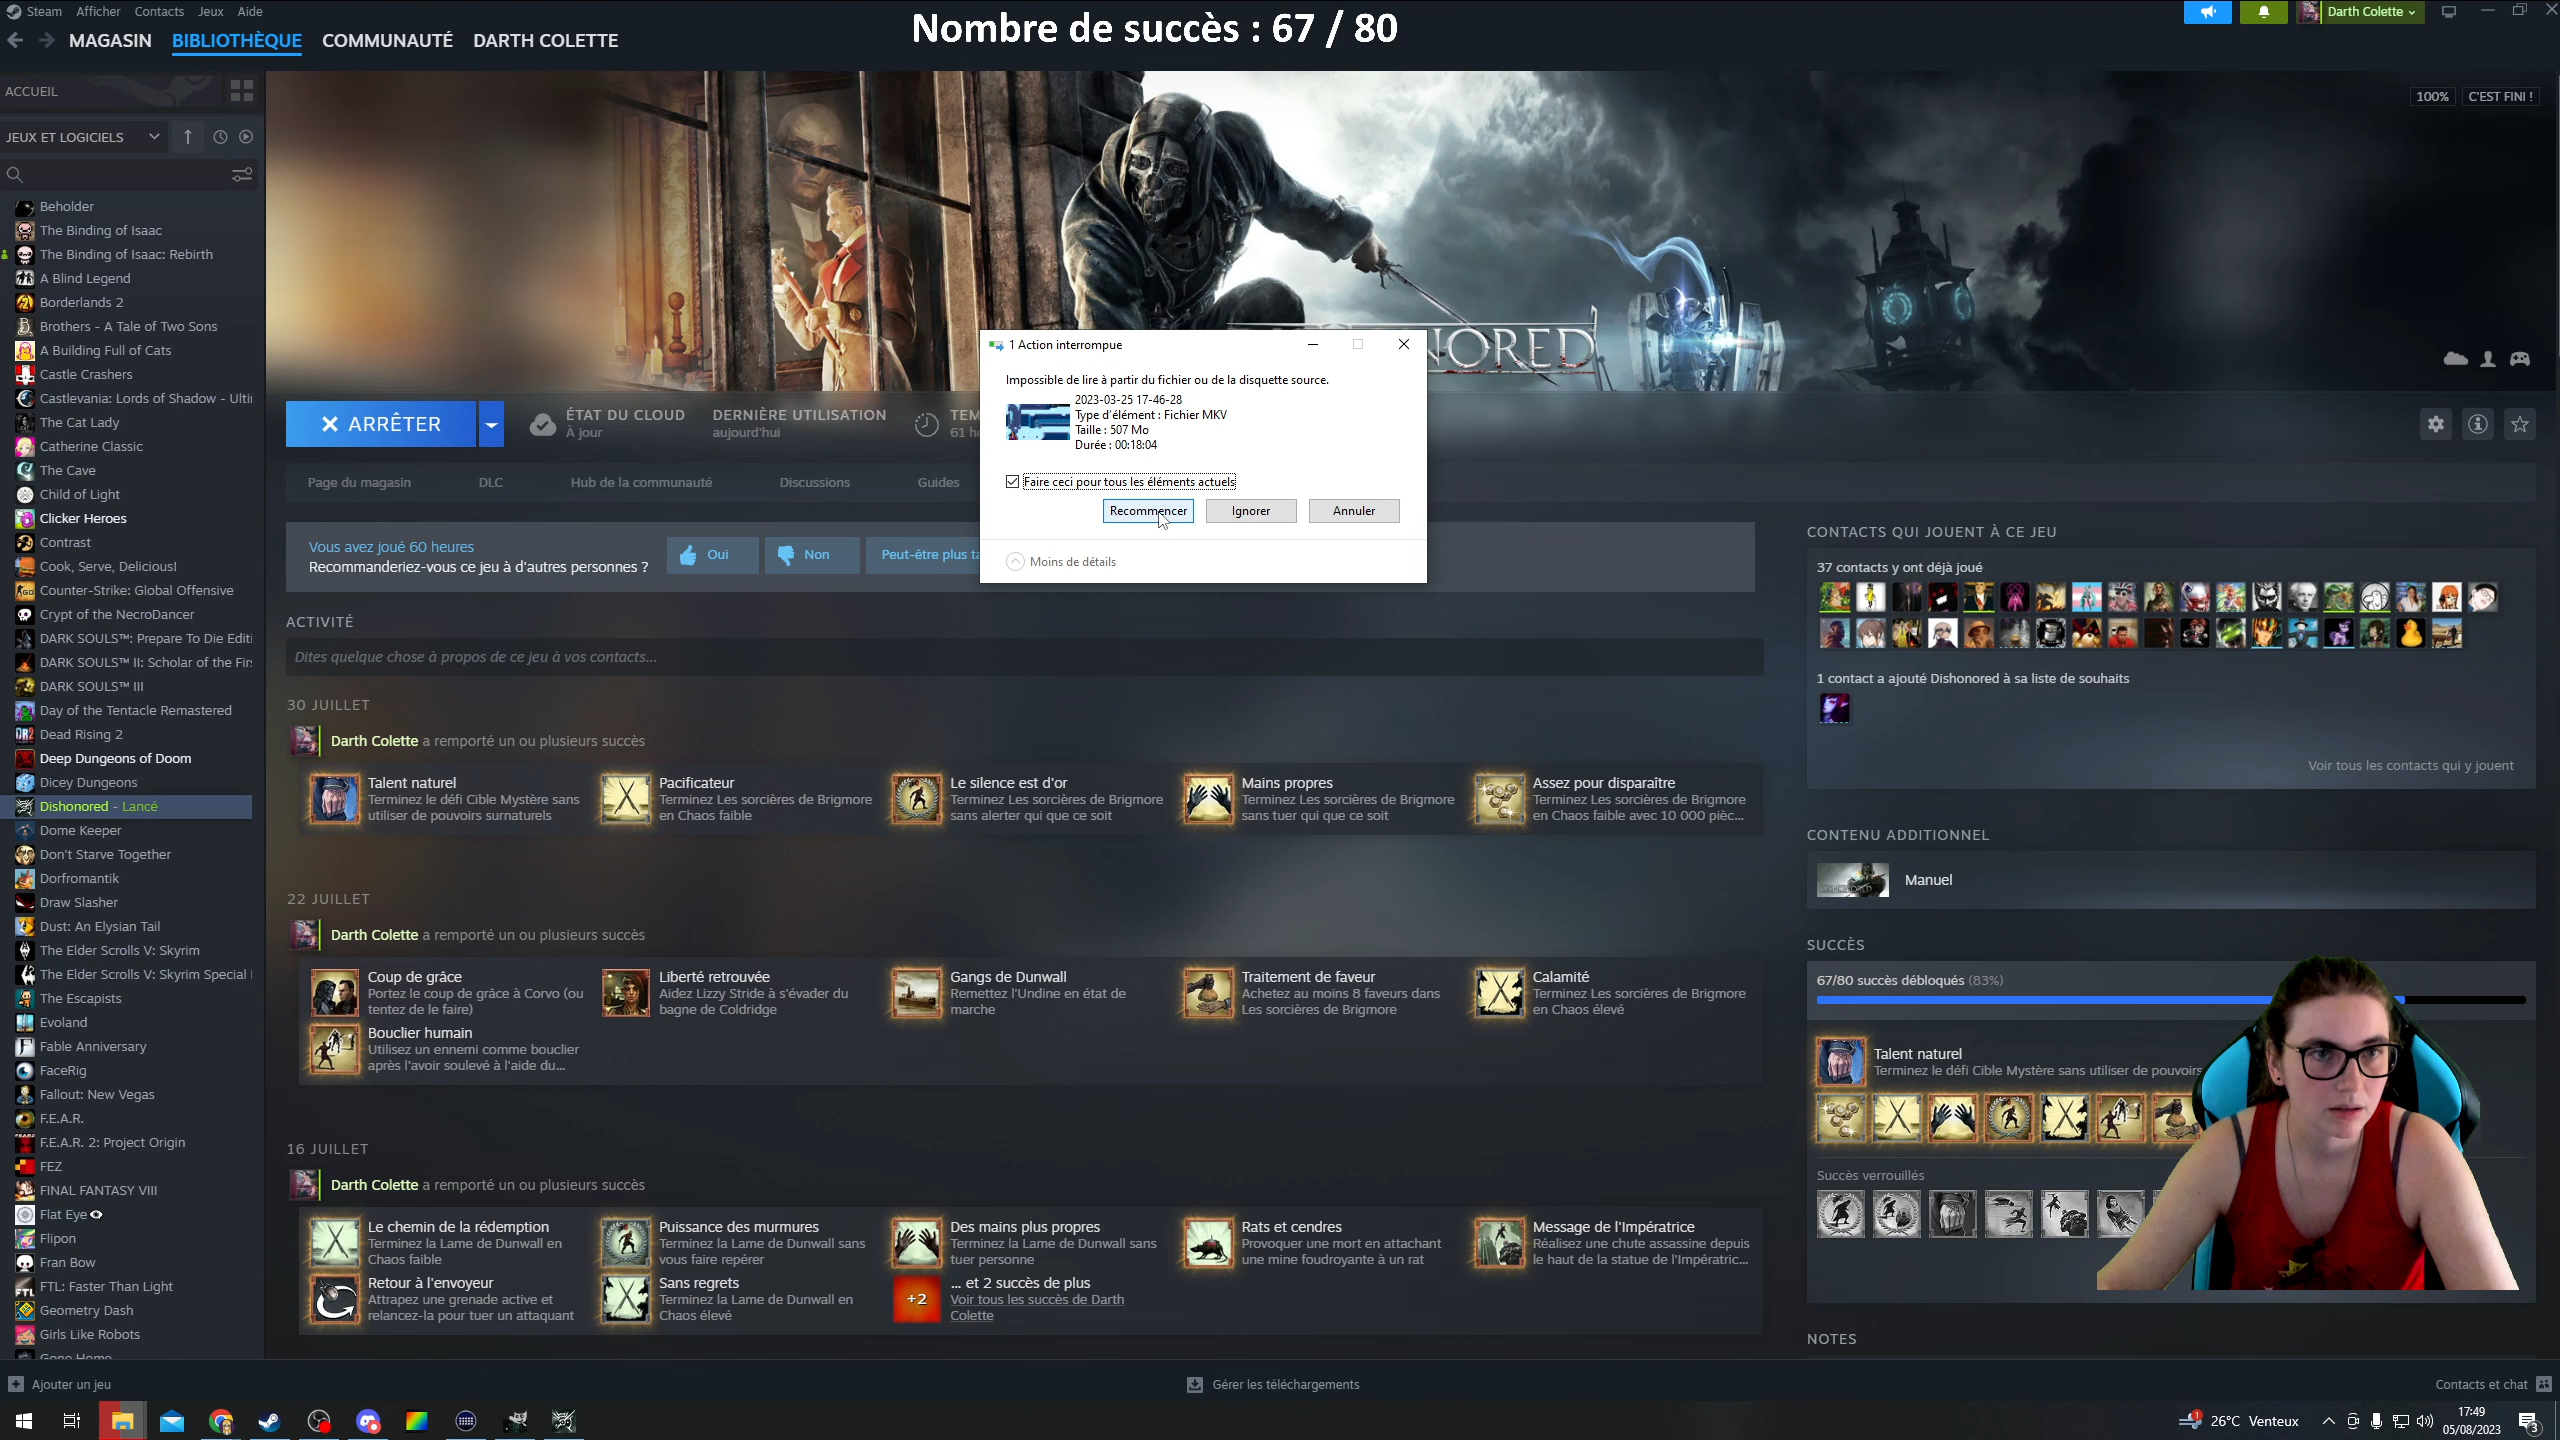 Steam Afficher Contacts Jeux Aide
Darth Colette
Nombre de succès : 67 / 80
MAGASIN BIBLIOTHÈQUE COMMUNAUTÉ DARTH COLETTE
ACCUEIL
100% C'EST FINI !
JEUX ET LOGICIELS
Beholder
The Binding of Isaac
The Binding of Isaac: Rebirth
A Blind Legend
Borderlands 2
Brothers - A Tale of Two Sons
A Building Full of Cats
Castle Crashers
Castlevania: Lords of Shadow - Ulti
The Cat Lady
Catherine Classic
The Cave
Child of Light
Clicker Heroes
Contrast
Cook, Serve, Delicious!
Counter-Strike: Global Offensive
Crypt of the NecroDancer
DARK SOULS™: Prepare To Die Editi
DARK SOULS™ II: Scholar of the Fir
DARK SOULS™ III
Day of the Tentacle Remastered
Dead Rising 2
Deep Dungeons of Doom
Dicey Dungeons
Dishonored - Lancé
Dome Keeper
Don't Starve Together
Dorfromantik
Draw Slasher
Dust: An Elysian Tail
The Elder Scrolls V: Skyrim
The Elder Scrolls V: Skyrim Special
The Escapists
Evoland
Fable Anniversary
FaceRig
Fallout: New Vegas
F.E.A.R.
F.E.A.R. 2: Project Origin
FEZ
FINAL FANTASY VIII
Flat Eye
Flipon
Fran Bow
FTL: Faster Than Light
Geometry Dash
Girls Like Robots
Gone Home
NORED
1 Action interrompue
Impossible de lire à partir du fichier ou de la disquette source.
2023-03-25 17-46-28
Type d'élément : Fichier MKV
Taille : 507 Mo
Durée : 00:18:04
Faire ceci pour tous les éléments actuels
Recommencer Ignorer Annuler
Moins de détails
ARRÊTER
ÉTAT DU CLOUD
À jour
DERNIÈRE UTILISATION
aujourd'hui
TEM
61 h
Page du magasin DLC Hub de la communauté Discussions Guides
Vous avez joué 60 heures
Recommanderiez-vous ce jeu à d'autres personnes ?
Oui Non Peut-être plus ta
ACTIVITÉ
Dites quelque chose à propos de ce jeu à vos contacts...
30 JUILLET
Darth Colette a remporté un ou plusieurs succès
Talent naturel
Terminez le défi Cible Mystère sans
utiliser de pouvoirs surnaturels
Pacificateur
Terminez Les sorcières de Brigmore
en Chaos faible
Le silence est d'or
Terminez Les sorcières de Brigmore
sans alerter qui que ce soit
Mains propres
Terminez Les sorcières de Brigmore
sans tuer qui que ce soit
Assez pour disparaître
Terminez Les sorcières de Brigmore
en Chaos faible avec 10 000 pièc...
22 JUILLET
Darth Colette a remporté un ou plusieurs succès
Coup de grâce
Portez le coup de grâce à Corvo (ou
tentez de le faire)
Liberté retrouvée
Aidez Lizzy Stride à s'évader du
bagne de Coldridge
Gangs de Dunwall
Remettez l'Undine en état de
marche
Traitement de faveur
Achetez au moins 8 faveurs dans
Les sorcières de Brigmore
Calamité
Terminez Les sorcières de Brigmore
en Chaos élevé
Bouclier humain
Utilisez un ennemi comme bouclier
après l'avoir soulevé à l'aide du...
16 JUILLET
Darth Colette a remporté un ou plusieurs succès
Le chemin de la rédemption
Terminez la Lame de Dunwall en
Chaos faible
Puissance des murmures
Terminez la Lame de Dunwall sans
vous faire repérer
Des mains plus propres
Terminez la Lame de Dunwall sans
tuer personne
Rats et cendres
Provoquer une mort en attachant
une mine foudroyante à un rat
Message de l'Impératrice
Réalisez une chute assassine depuis
le haut de la statue de l'Impératric...
Retour à l'envoyeur
Attrapez une grenade active et
relancez-la pour tuer un attaquant
Sans regrets
Terminez la Lame de Dunwall en
Chaos élevé
+2
... et 2 succès de plus
Voir tous les succès de Darth
Colette
CONTACTS QUI JOUENT À CE JEU
37 contacts y ont déjà joué
1 contact a ajouté Dishonored à sa liste de souhaits
Voir tous les contacts qui y jouent
CONTENU ADDITIONNEL
Manuel
SUCCÈS
67/80 succès débloqués (83%)
Talent naturel
Terminez le défi Cible Mystère sans utiliser de pouvoirs
Succès verrouillés
NOTES
Ajouter un jeu
Gérer les téléchargements
Contacts et chat
26°C Venteux
17:49
05/08/2023
3